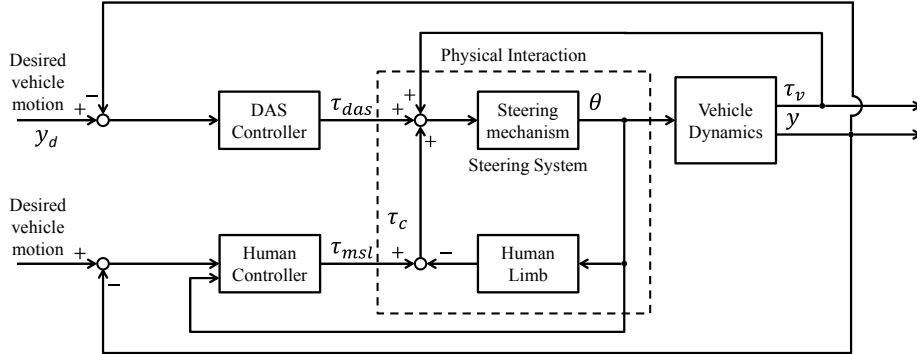 Physical Interaction
Desired
vehicle
motion
+
−
y_d
DAS
Controller
τ_das
+
+
+
Steering
mechanism
θ
Steering System
Vehicle
Dynamics
τ_v
y
Desired
vehicle
motion
+
−
Human
Controller
τ_msl
τ_c
+
−
Human
Limb